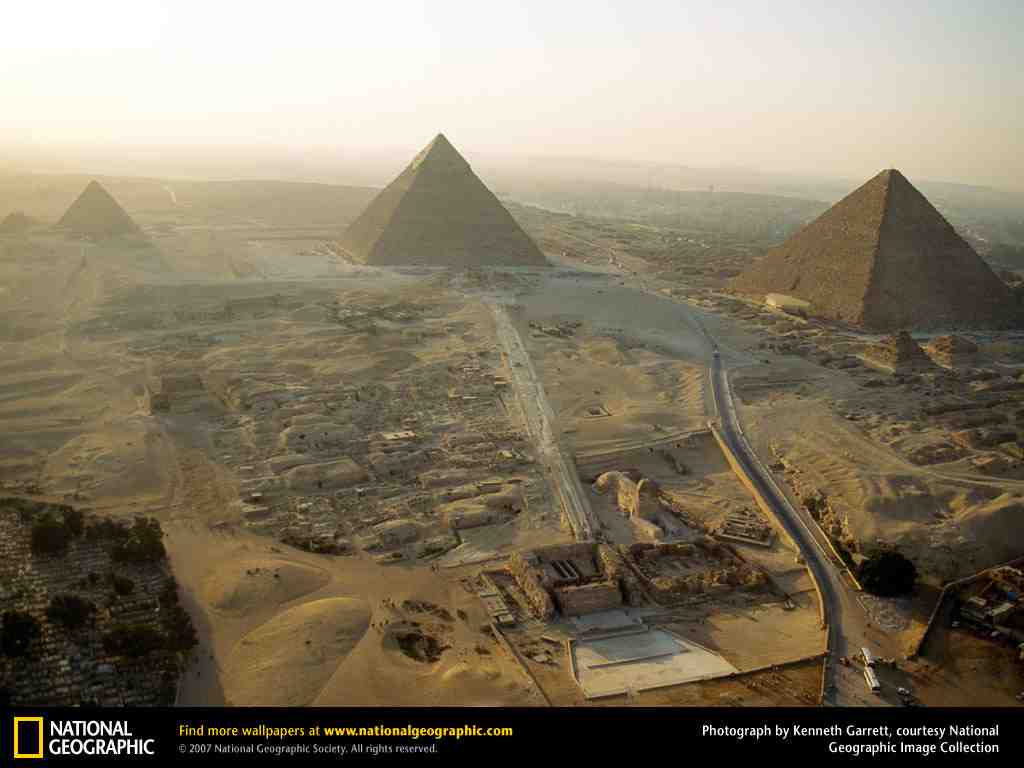 NATIONAL
GEOGRAPHIC
Find more wallpapers at www.nationalgeographic.com
© 2007 National Geographic Society. All rights reserved.
Photograph by Kenneth Garrett, courtesy National
Geographic Image Collection